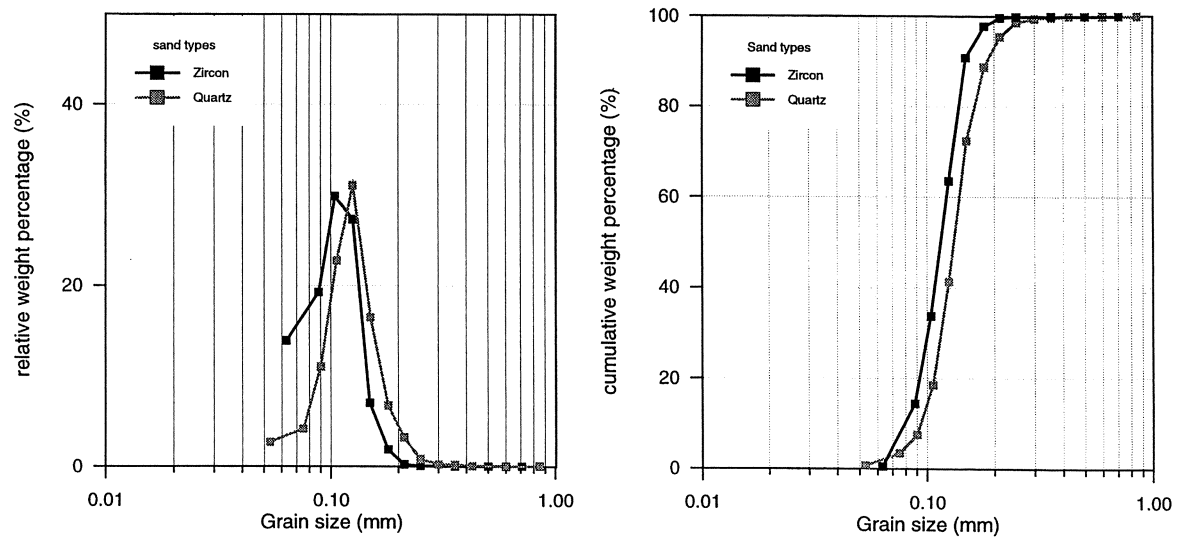 sand types
Zircon
Quartz
relative weight percentage (%)
40
20
0
0.01
0.10
1.00
Grain size (mm)
Sand types
Zircon
Quartz
cumulative weight percentage (%)
100
80
60
40
20
0
0.01
0.10
1.00
Grain size (mm)